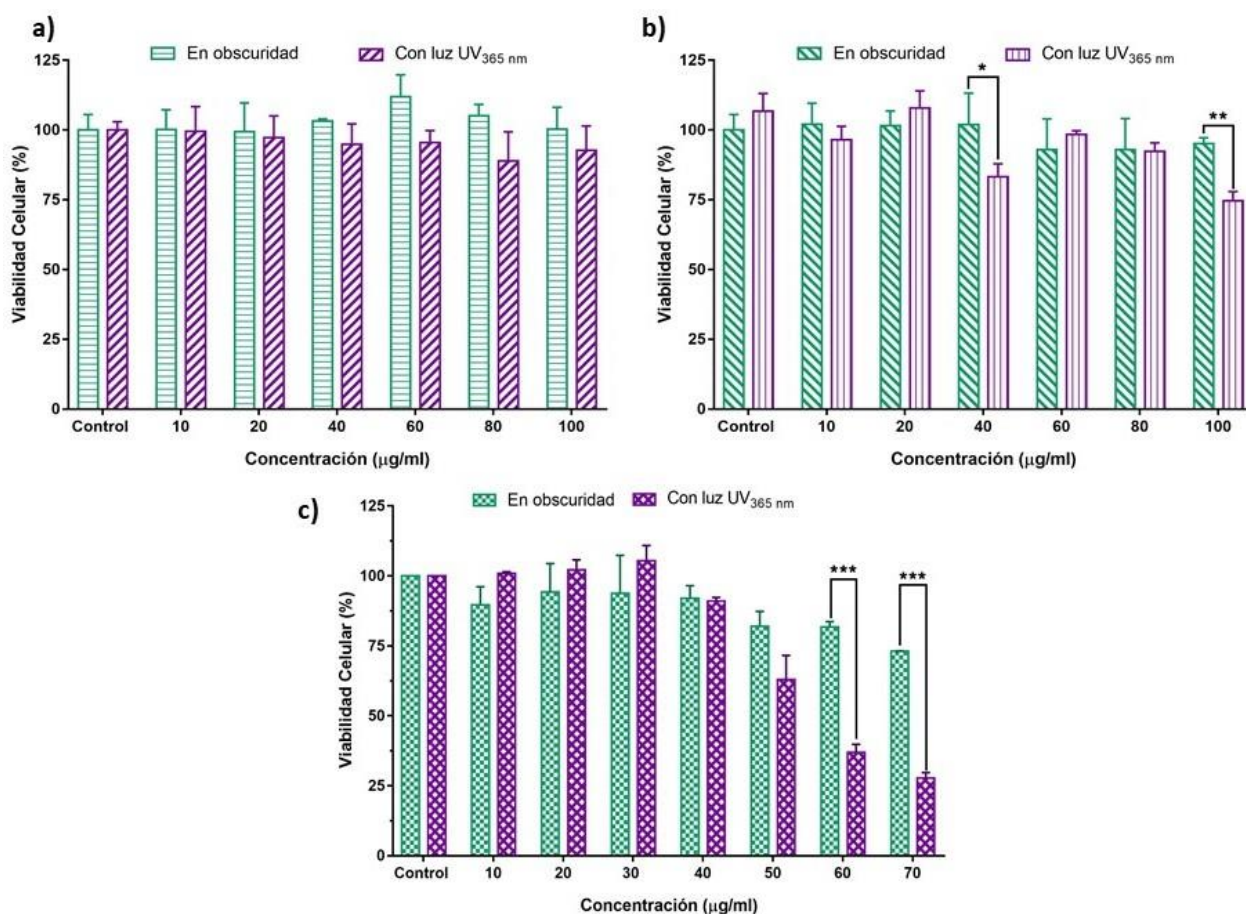 a)
En obscuridad Con luz UV365 nm
125
100
75
50
25
0
Viabilidad Celular (%)
Control 10 20 40 60 80 100
Concentración (μg/ml)
b)
En obscuridad Con luz UV365 nm
125
100
75
50
25
0
Viabilidad Celular (%)
*
**
Control 10 20 40 60 80 100
Concentración (μg/ml)
c)
En obscuridad Con luz UV365 nm
125
100
75
50
25
0
Viabilidad Celular (%)
*** ***
Control 10 20 30 40 50 60 70
Concentración (μg/ml)